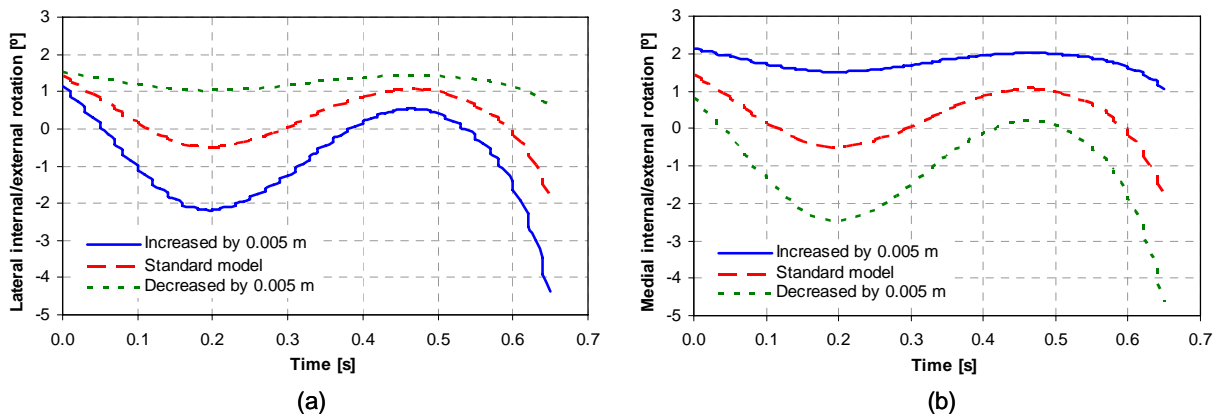 Lateral internal/external rotation [º]
3
2
1
0
-1
-2
-3
-4
-5
Increased by 0.005 m
Standard model
Decreased by 0.005 m
0.0 0.1 0.2 0.3 0.4 0.5 0.6 0.7
Time [s]
(a)
Medial internal/external rotation [º]
3
2
1
0
-1
-2
-3
-4
-5
Increased by 0.005 m
Standard model
Decreased by 0.005 m
0.0 0.1 0.2 0.3 0.4 0.5 0.6 0.7
Time [s]
(b)